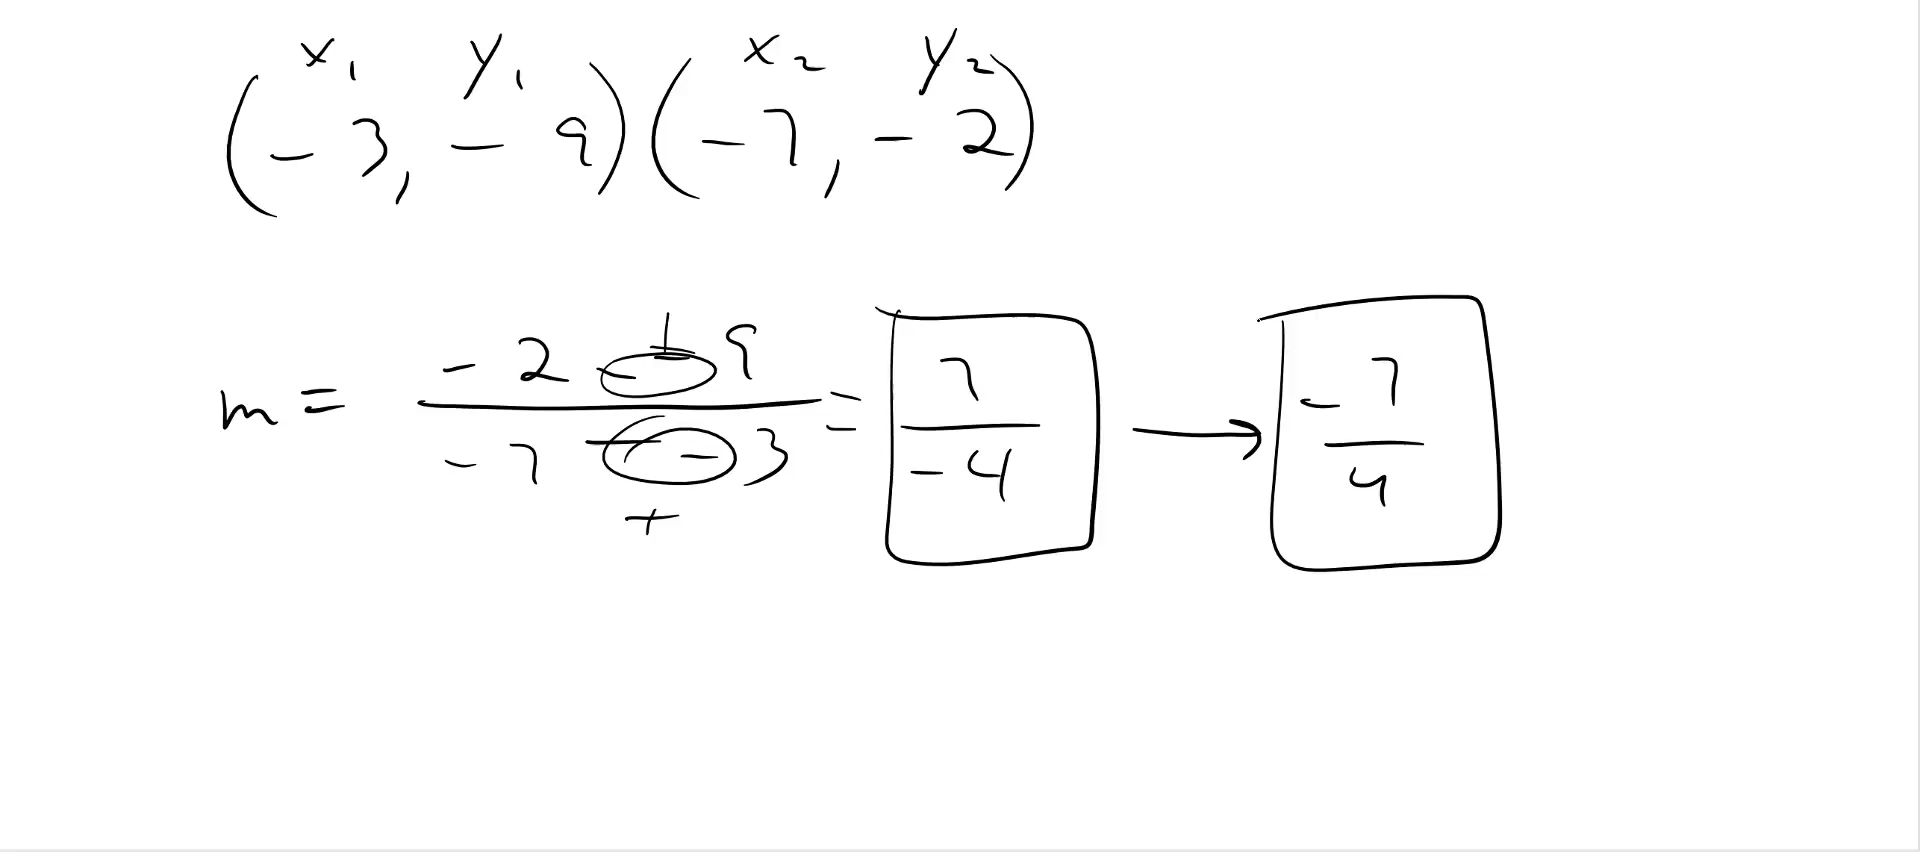 x₁ y₁ x₂ y₂
(-3, -9)(-7, -2)
+
m = (-2 - -9)/(-7 - -3) = 7/-4 → -7/4
+